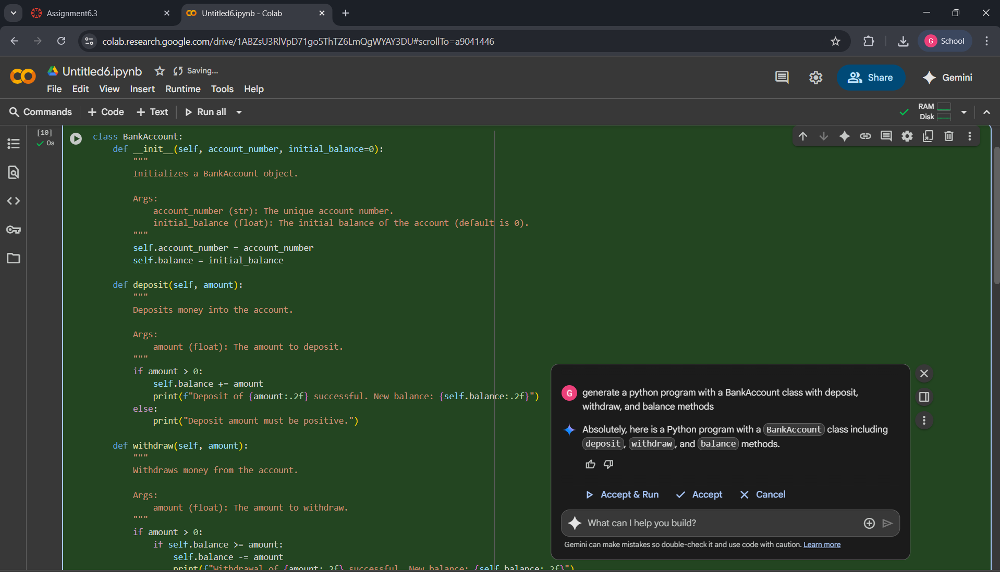 Assignment6.3
Untitled6.ipynb - Colab
colab.research.google.com/drive/1ABZsU3RlVpD71go5ThTZ6LmQgWYAY3DU#scrollTo=a9041446
G School
CO
Untitled6.ipynb
Saving...
File Edit View Insert Runtime Tools Help
Share
Gemini
Commands + Code + Text Run all
RAM
Disk
[10]
0s
class BankAccount:
def __init__(self, account_number, initial_balance=0):
"""
Initializes a BankAccount object.
Args:
account_number (str): The unique account number.
initial_balance (float): The initial balance of the account (default is 0).
"""
self.account_number = account_number
self.balance = initial_balance
def deposit(self, amount):
"""
Deposits money into the account.
Args:
amount (float): The amount to deposit.
"""
if amount > 0:
self.balance += amount
print(f"Deposit of {amount:.2f} successful. New balance: {self.balance:.2f}")
else:
print("Deposit amount must be positive.")
def withdraw(self, amount):
"""
Withdraws money from the account.
Args:
amount (float): The amount to withdraw.
"""
if amount > 0:
if self.balance >= amount:
self.balance -= amount
print(f"Withdrawal of {amount:.2f} successful. New balance: {self.balance:.2f}")
G
generate a python program with a BankAccount class with deposit,
withdraw, and balance methods
Absolutely, here is a Python program with a BankAccount class including
deposit, withdraw, and balance methods.
Accept & Run Accept Cancel
What can I help you build?
Gemini can make mistakes so double-check it and use code with caution. Learn more